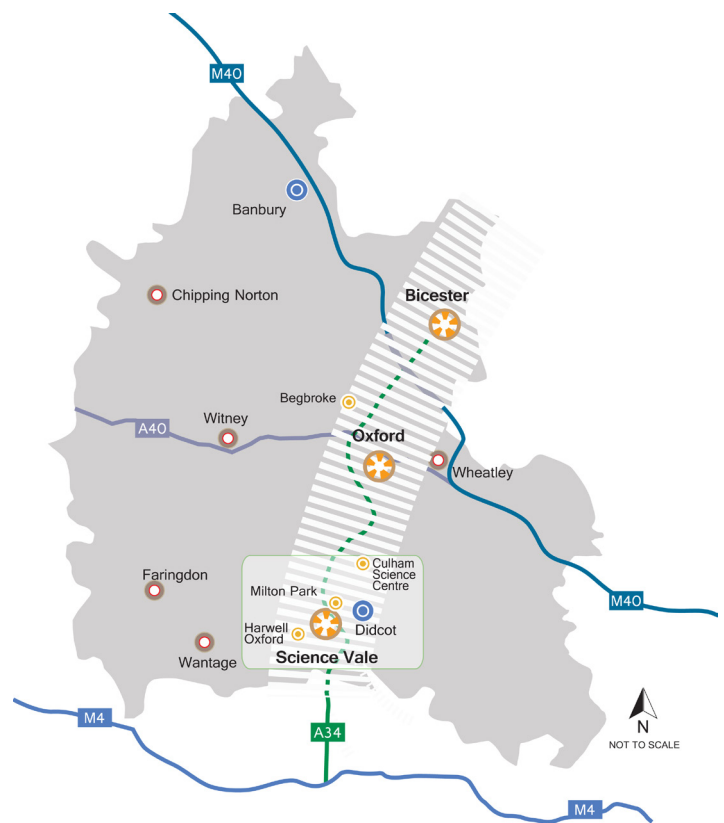 M40
Banbury
Chipping Norton
Bicester
Begbroke
Witney
A40
Oxford
Wheatley
Culham
Science
Centre
Faringdon
Milton Park
Harwell
Oxford
Didcot
Wantage
Science Vale
M40
M4
A34
N
NOT TO SCALE
M4